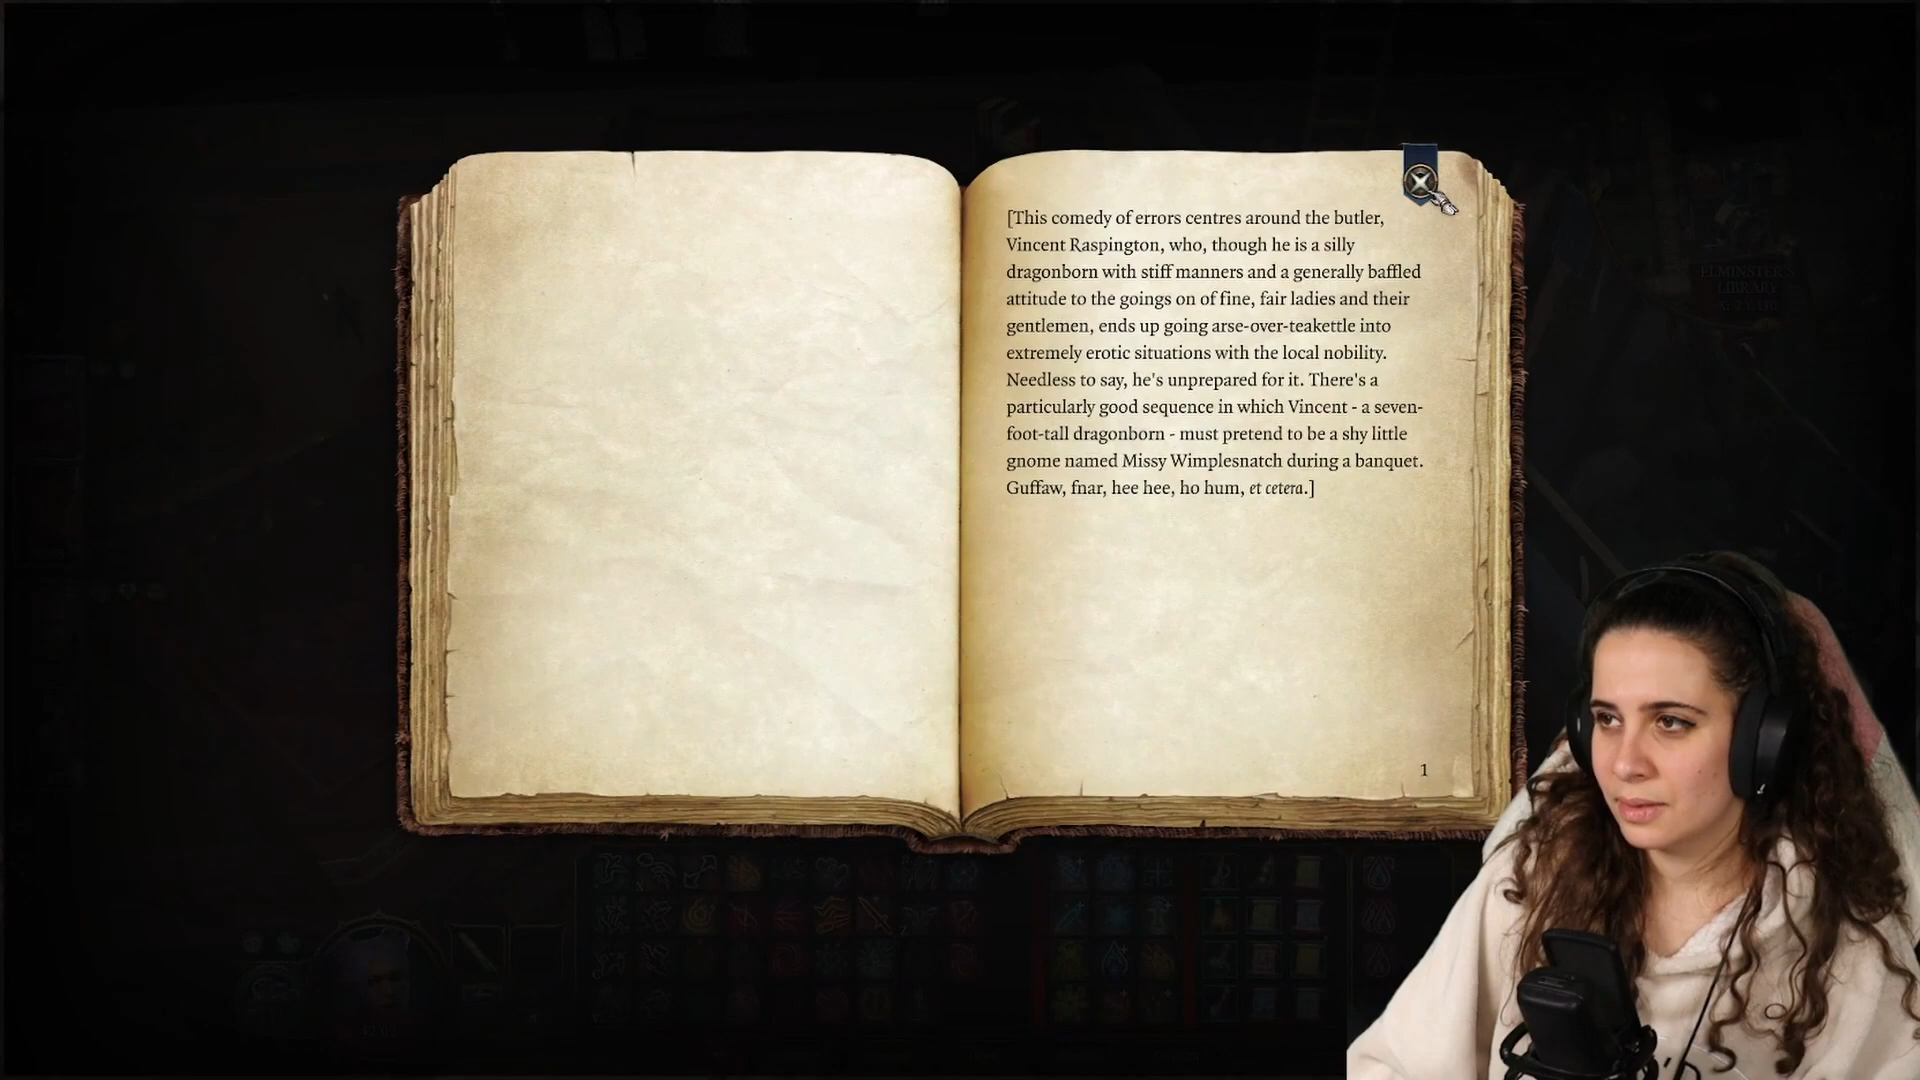 [This comedy of errors centres around the butler,
Vincent Raspington, who, though he is a silly
dragonborn with stiff manners and a generally baffled
attitude to the goings on of fine, fair ladies and their
gentlemen, ends up going arse-over-teakettle into
extremely erotic situations with the local nobility.
Needless to say, he's unprepared for it. There's a
particularly good sequence in which Vincent - a seven-
foot-tall dragonborn - must pretend to be a shy little
gnome named Missy Wimplesnatch during a banquet.
Guffaw, fnar, hee hee, ho hum, et cetera.]
1
ELMINSTER'S
LIBRARY